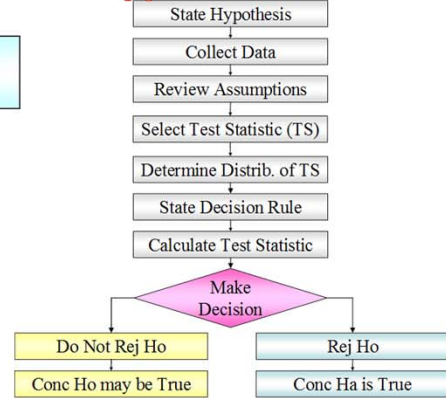 State Hypothesis
Collect Data
Review Assumptions
Select Test Statistic (TS)
Determine Distrib. of TS
State Decision Rule
Calculate Test Statistic
Make
Decision
Do Not Rej Ho
Rej Ho
Conc Ho may be True
Conc Ha is True